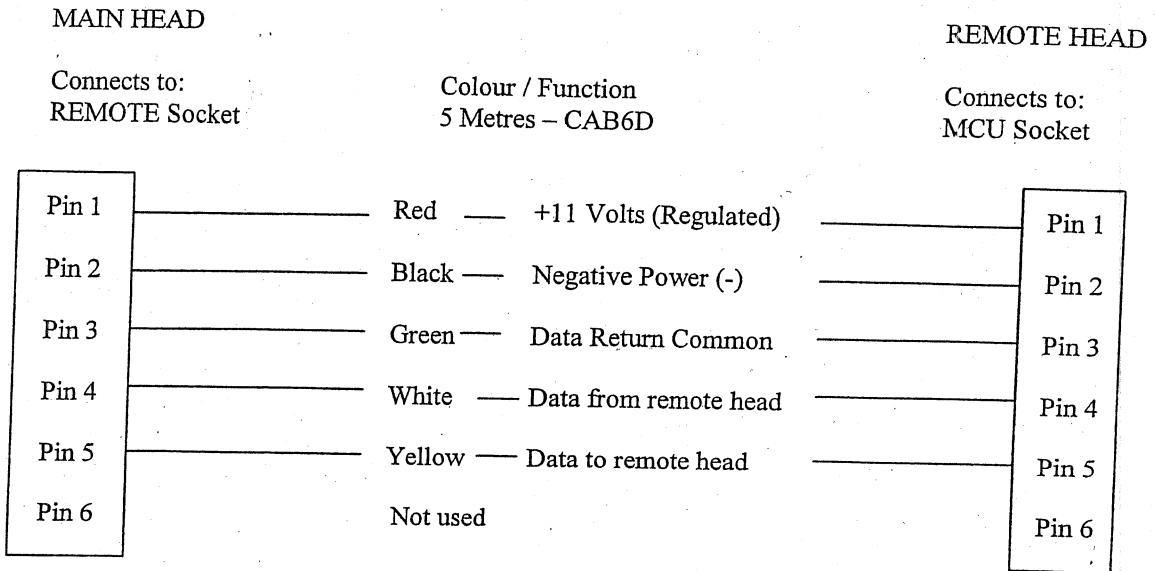 MAIN HEAD
REMOTE HEAD
Connects to:
REMOTE Socket
Colour / Function
5 Metres – CAB6D
Connects to:
MCU Socket
Pin 1 Red +11 Volts (Regulated) Pin 1
Pin 2 Black Negative Power (-) Pin 2
Pin 3 Green Data Return Common Pin 3
Pin 4 White Data from remote head Pin 4
Pin 5 Yellow Data to remote head Pin 5
Pin 6 Not used Pin 6